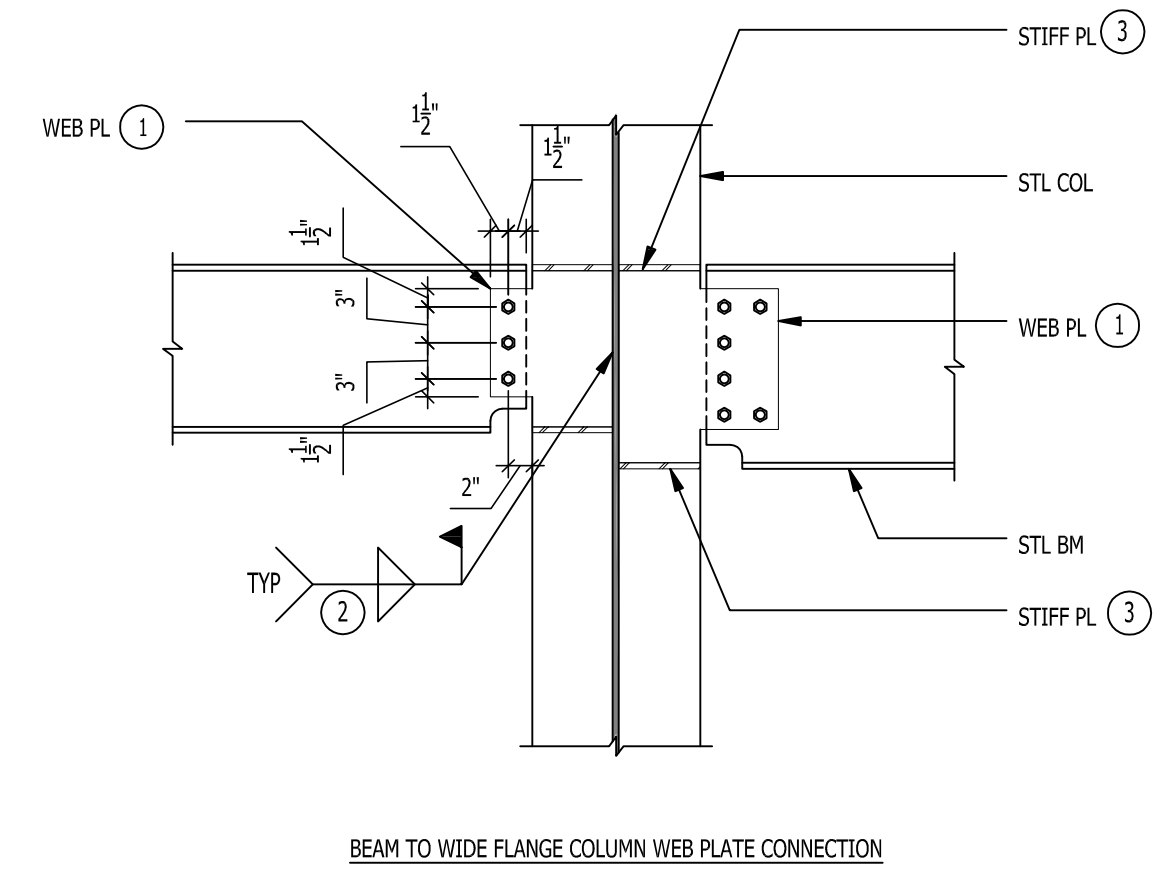 STIFF PL 3
WEB PL 1
1 1/2"
1 1/2"
STL COL
1 1/2"
3"
WEB PL 1
3"
1 1/2"
2"
STL BM
TYP
2
STIFF PL 3
BEAM TO WIDE FLANGE COLUMN WEB PLATE CONNECTION